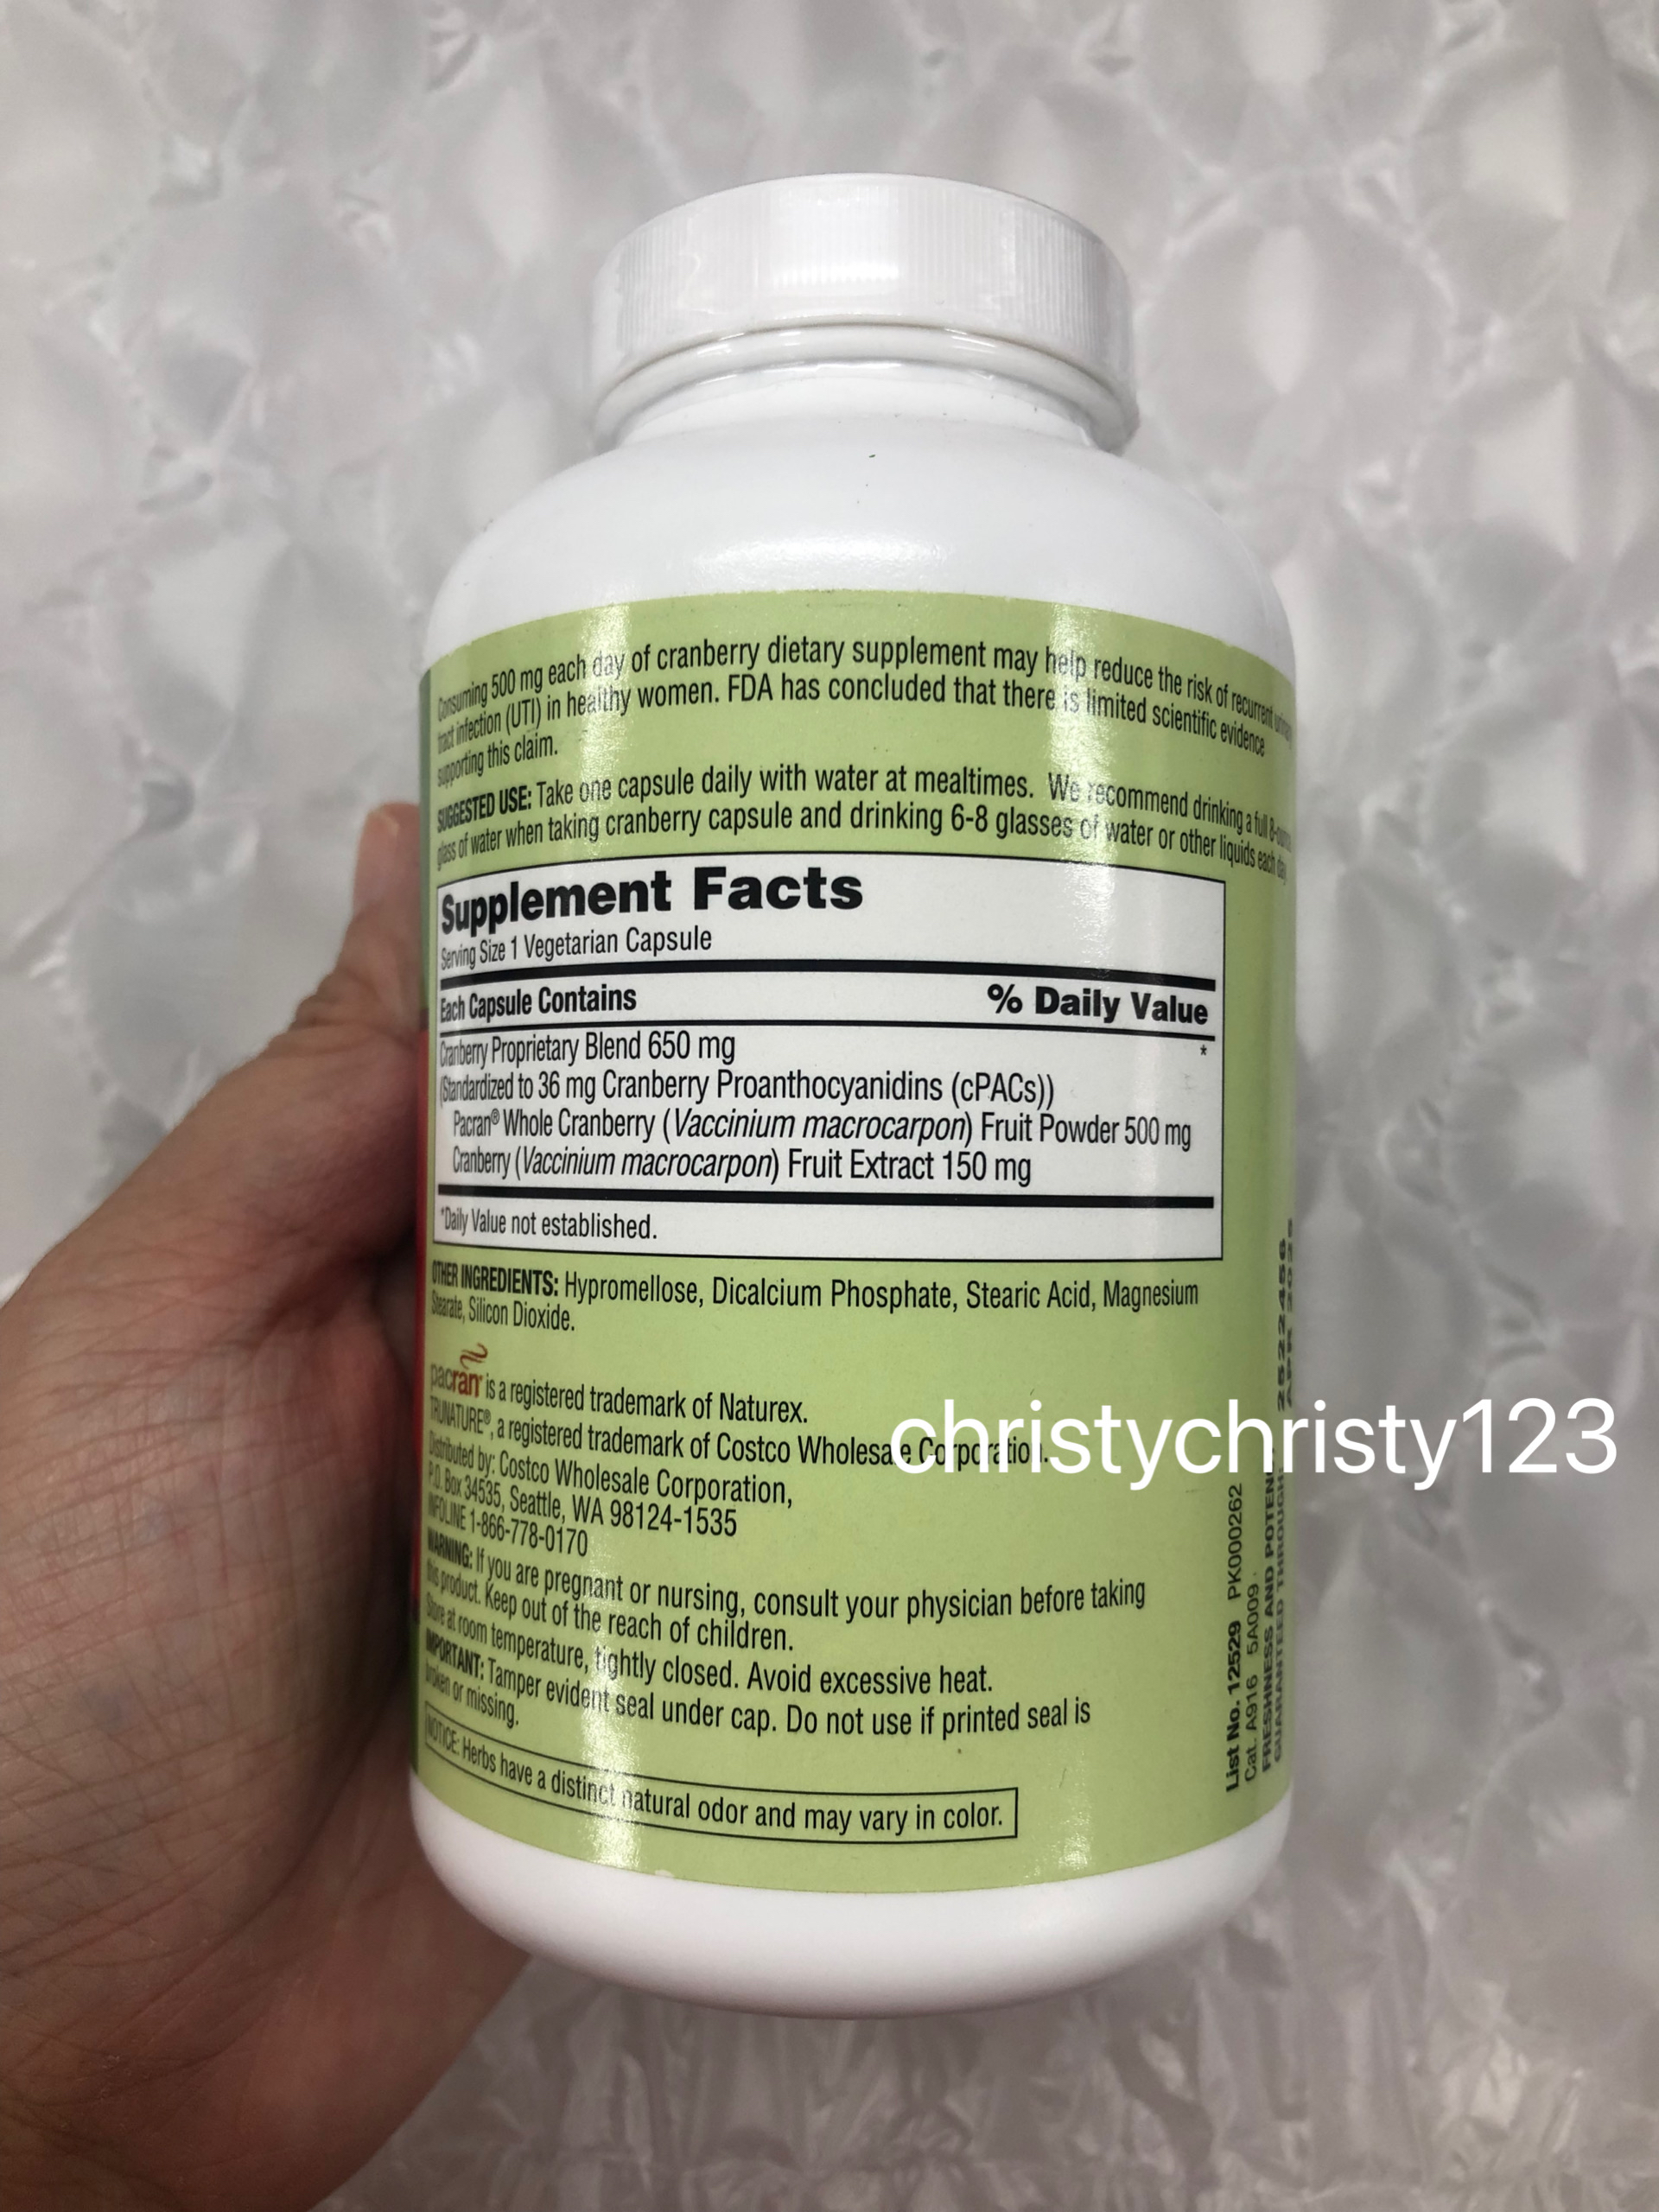 Consuming 500 mg each day of cranberry dietary supplement may help reduce the risk of recurrent urinary
tract infection (UTI) in healthy women. FDA has concluded that there is limited scientific evidence
supporting this claim.
SUGGESTED USE: Take one capsule daily with water at mealtimes. We recommend drinking a full 8-ounce
glass of water when taking cranberry capsule and drinking 6-8 glasses of water or other liquids each day
Supplement Facts
Serving Size 1 Vegetarian Capsule
Each Capsule Contains % Daily Value
Cranberry Proprietary Blend 650 mg *
(Standardized to 36 mg Cranberry Proanthocyanidins (cPACs))
Pacran® Whole Cranberry (Vaccinium macrocarpon) Fruit Powder 500 mg
Cranberry (Vaccinium macrocarpon) Fruit Extract 150 mg
*Daily Value not established.
OTHER INGREDIENTS: Hypromellose, Dicalcium Phosphate, Stearic Acid, Magnesium
Stearate, Silicon Dioxide.
pacran® is a registered trademark of Naturex.
TRUNATURE®, a registered trademark of Costco Wholesale Corporation.
Distributed by: Costco Wholesale Corporation,
P.O. Box 34535, Seattle, WA 98124-1535
INFOLINE 1-866-778-0170
WARNING: If you are pregnant or nursing, consult your physician before taking
this product. Keep out of the reach of children.
Store at room temperature, tightly closed. Avoid excessive heat.
IMPORTANT: Tamper evident seal under cap. Do not use if printed seal is
broken or missing.
NOTICE: Herbs have a distinct natural odor and may vary in color.
List No. 12529 PK000262
Cat. A916 5A009
FRESHNESS AND POTENC
GUARANTEED THROUGH
christychristy123